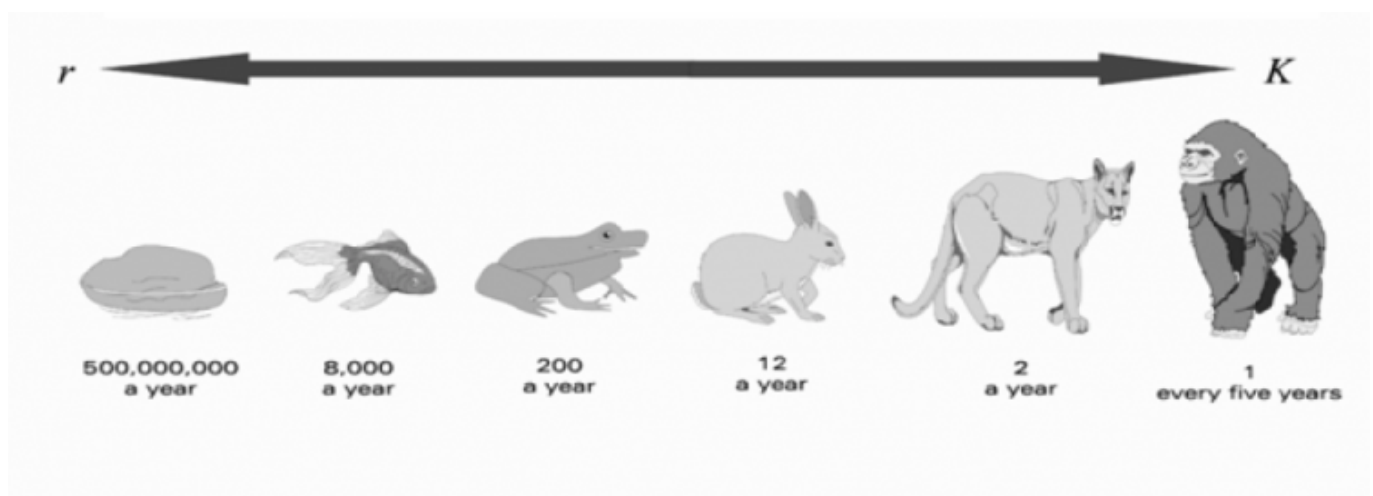 r
K
500,000,000
a year
8,000
a year
200
a year
12
a year
2
a year
1
every five years